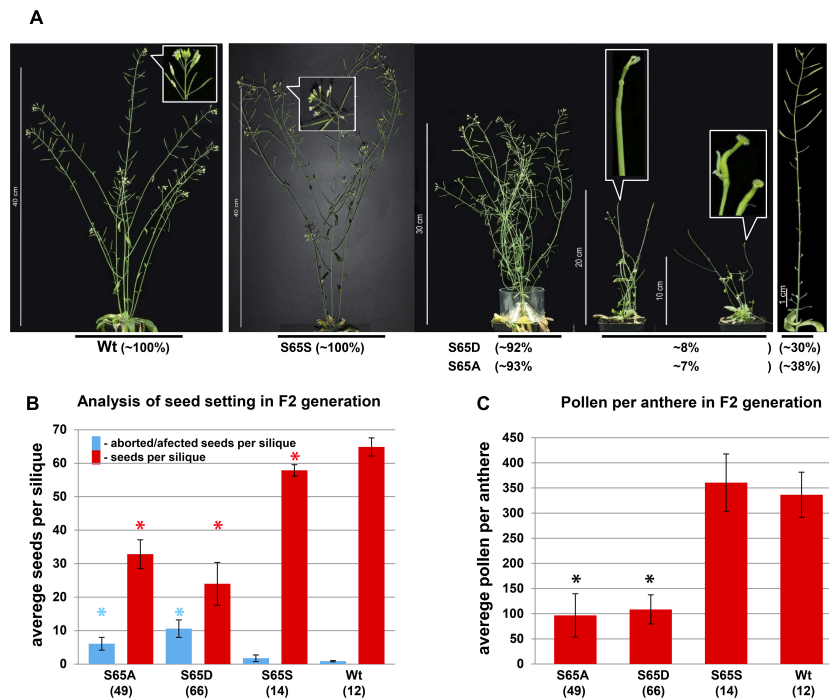 A
40 cm
40 cm
30 cm
20 cm
10 cm
1 cm
Wt (~100%)
S65S (~100%)
S65D (~92% ~8% ) (~30%)
S65A (~93% ~7% ) (~38%)
B
Analysis of seed setting in F2 generation
- aborted/afected seeds per silique
- seeds per silique
averege seeds per silique
70
60
50
40
30
20
10
0
* * * * *
S65A S65D S65S Wt
(49) (66) (14) (12)
C
Pollen per anthere in F2 generation
averege pollen per anthere
450
400
350
300
250
200
150
100
50
0
* *
S65A S65D S65S Wt
(49) (66) (14) (12)